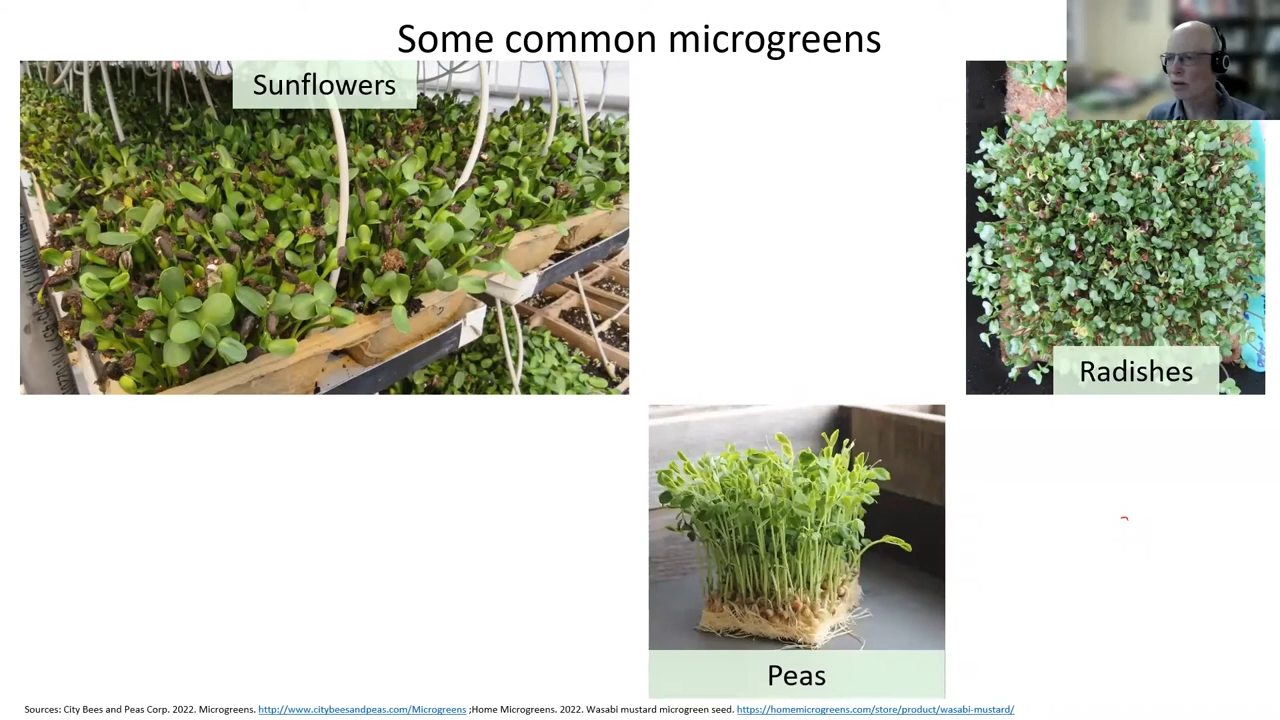 Some common microgreens
Sunflowers
Radishes
Peas
Sources: City Bees and Peas Corp. 2022. Microgreens. http://www.citybeesandpeas.com/Microgreens ;Home Microgreens. 2022. Wasabi mustard microgreen seed. https://homemicrogreens.com/store/product/wasabi-mustard/